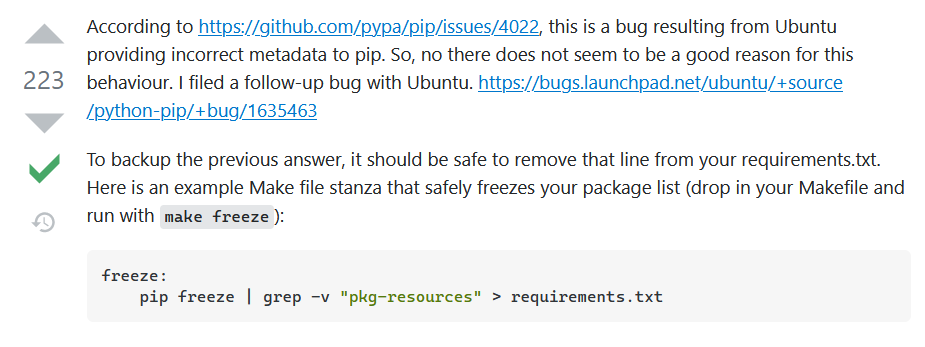 According to https://github.com/pypa/pip/issues/4022, this is a bug resulting from Ubuntu
providing incorrect metadata to pip. So, no there does not seem to be a good reason for this
223
behaviour. I filed a follow-up bug with Ubuntu. https://bugs.launchpad.net/ubuntu/+source
/python-pip/+bug/1635463
To backup the previous answer, it should be safe to remove that line from your requirements.txt.
Here is an example Make file stanza that safely freezes your package list (drop in your Makefile and
run with make freeze):
freeze:
    pip freeze | grep -v "pkg-resources" > requirements.txt